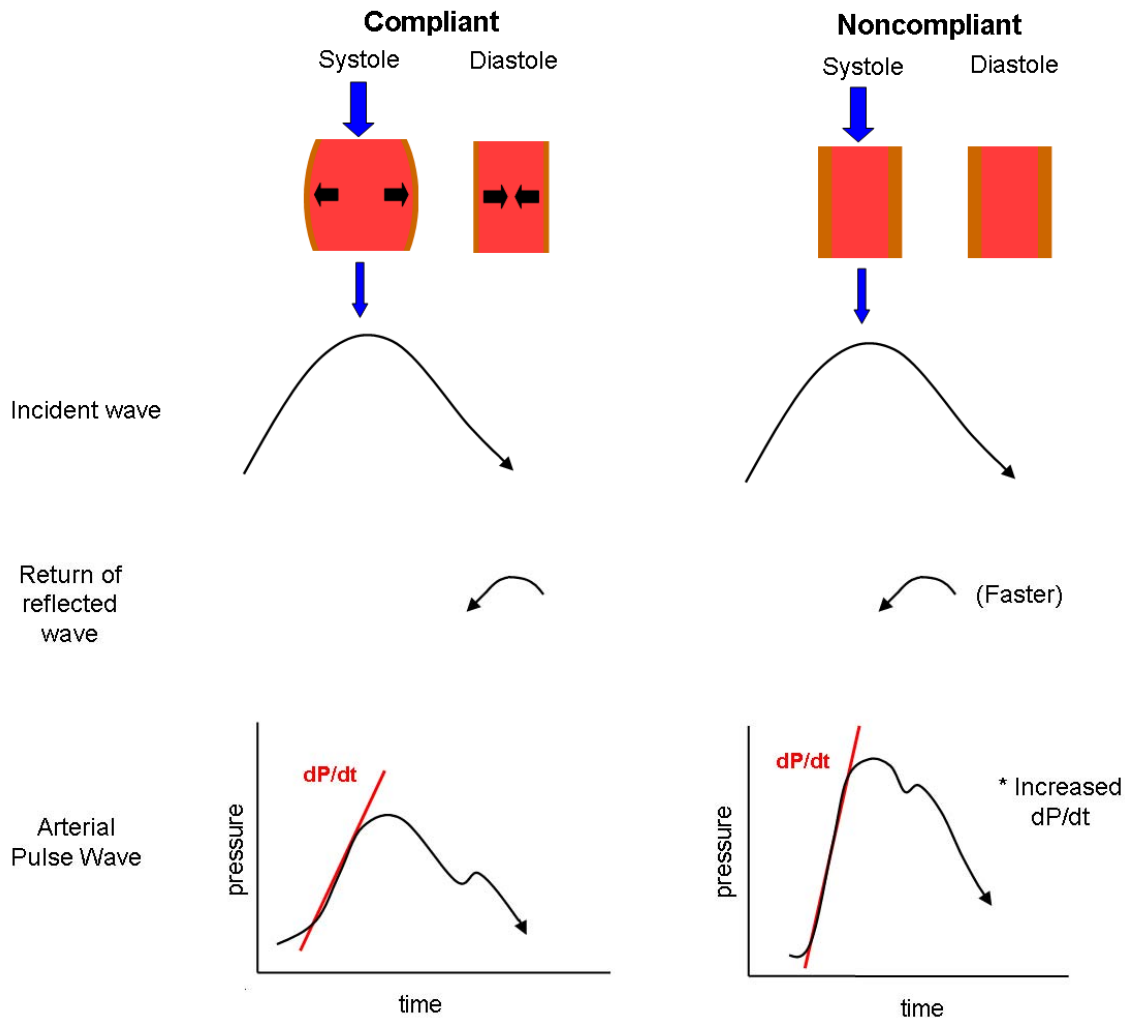 Compliant
Noncompliant
Systole
Diastole
Systole
Diastole
Incident wave
Return of
reflected
wave
(Faster)
dP/dt
dP/dt
* Increased
dP/dt
Arterial
Pulse Wave
pressure
pressure
time
time